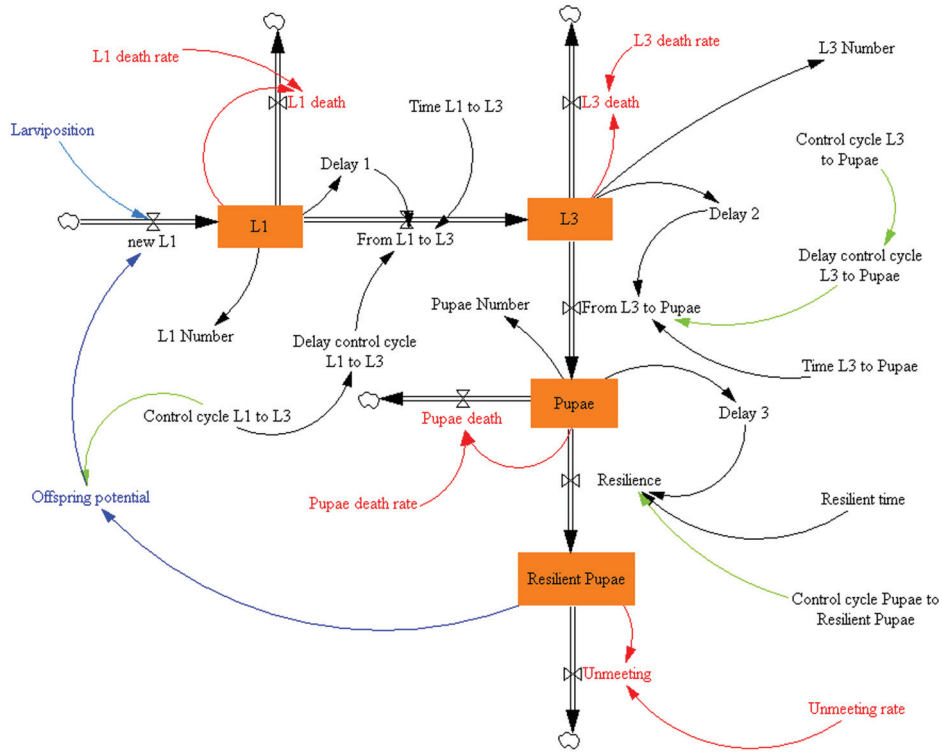 L1 death rate
L3 death rate
L3 Number
L1 death
Time L1 to L3
L3 death
Larviposition
Control cycle L3
to Pupae
Delay 1
L1
L3
Delay 2
new L1
From L1 to L3
Delay control cycle
L3 to Pupae
Pupae Number
From L3 to Pupae
L1 Number
Delay control cycle
L1 to L3
Time L3 to Pupae
Control cycle L1 to L3
Pupae
Delay 3
Pupae death
Offspring potential
Pupae death rate
Resilience
Resilient time
Resilient Pupae
Control cycle Pupae to
Resilient Pupae
Unmeeting
Unmeeting rate